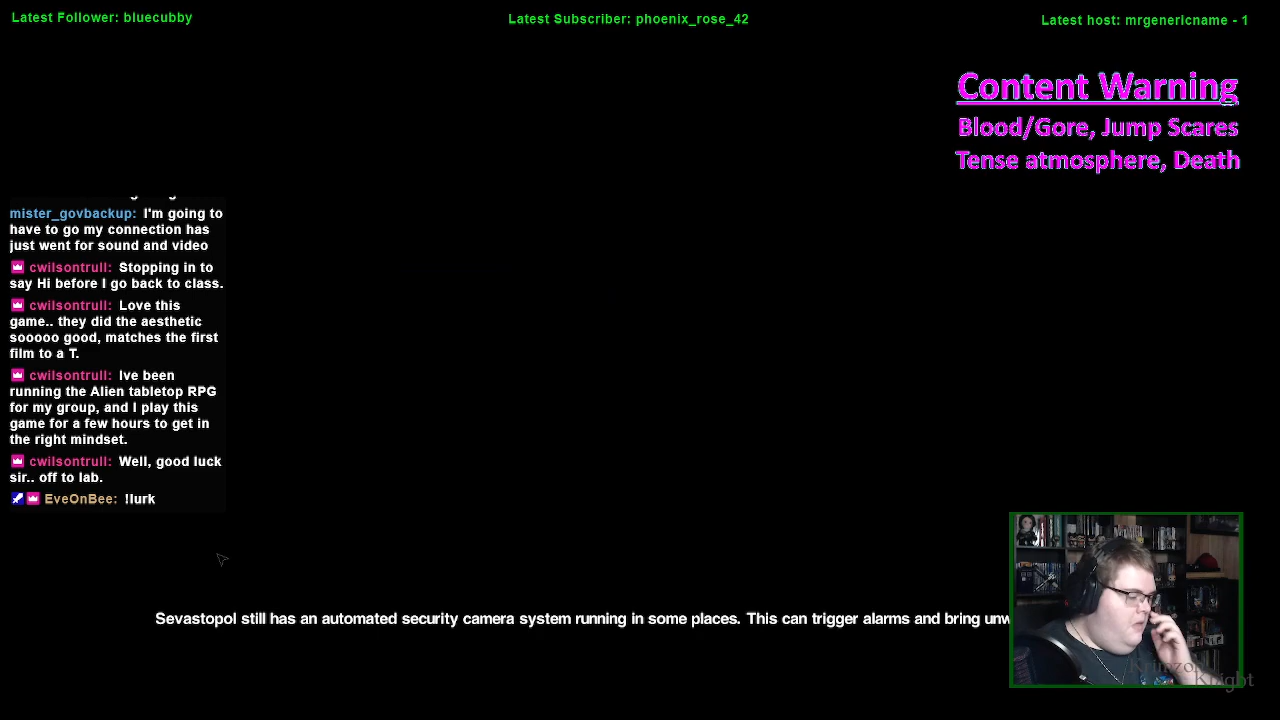 Latest Follower: bluecubby
Latest Subscriber: phoenix_rose_42
Latest host: mrgenericname - 1
Content Warning
Blood/Gore, Jump Scares
Tense atmosphere, Death
mister_govbackup: I'm going to
have to go my connection has
just went for sound and video
cwilsontrull: Stopping in to
say Hi before I go back to class.
cwilsontrull: Love this
game.. they did the aesthetic
sooooo good, matches the first
film to a T.
cwilsontrull: Ive been
running the Alien tabletop RPG
for my group, and I play this
game for a few hours to get in
the right mindset.
cwilsontrull: Well, good luck
sir.. off to lab.
EveOnBee: !lurk
Sevastopol still has an automated security camera system running in some places. This can trigger alarms and bring unw
Knight